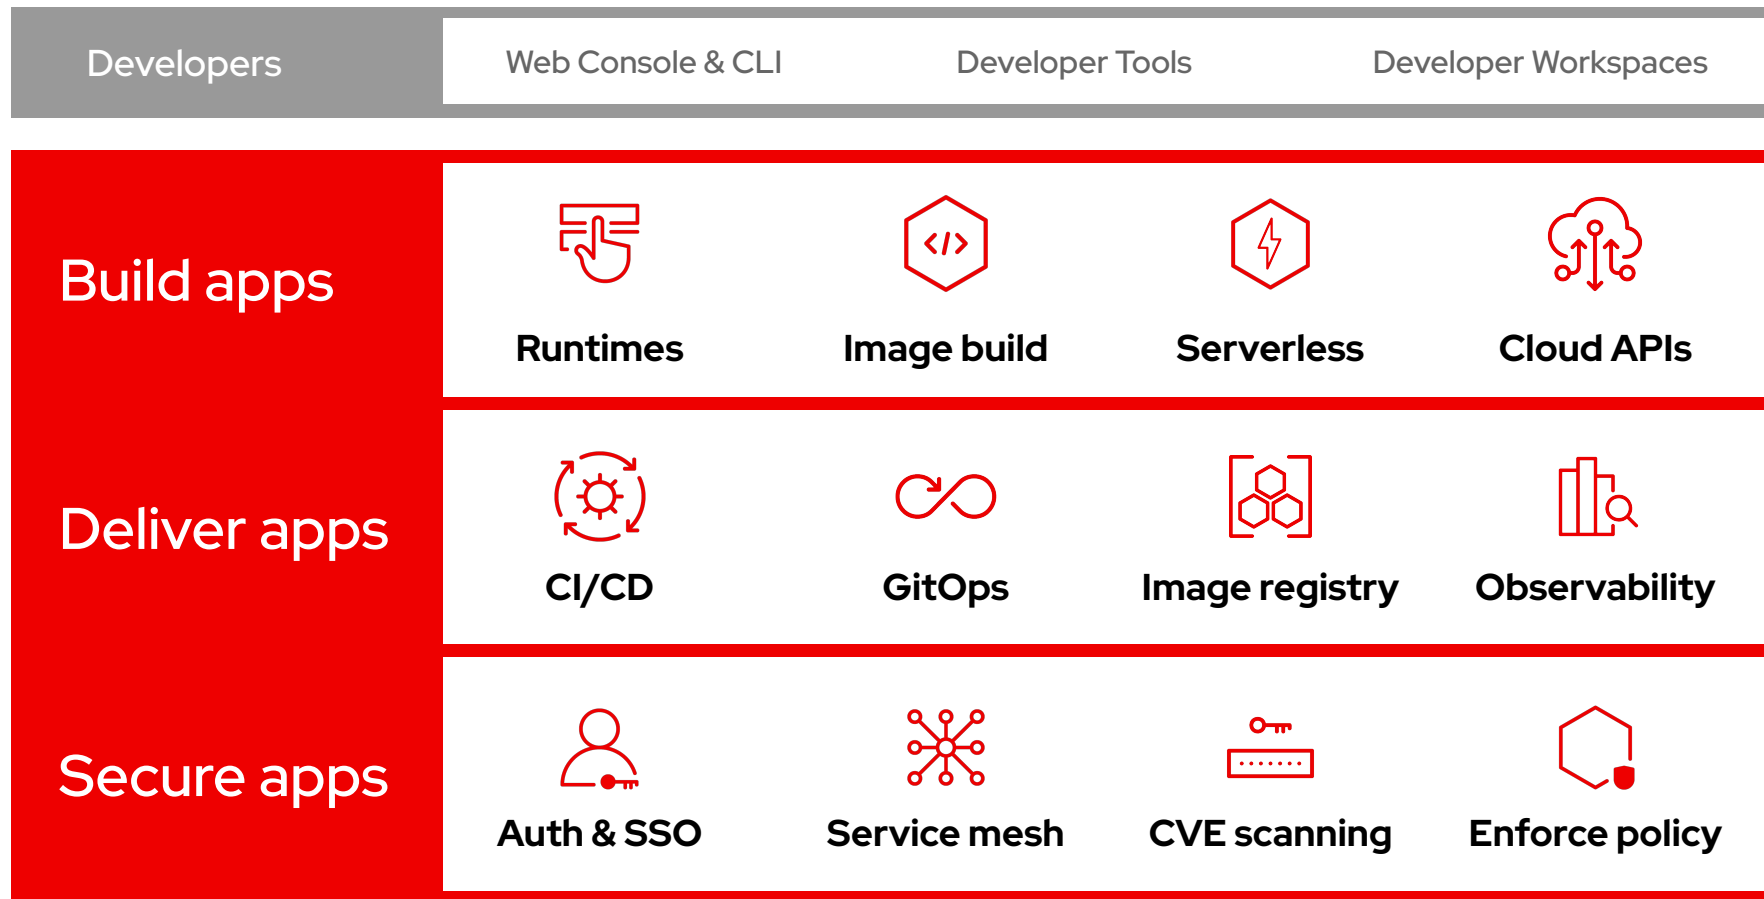 Developers
Web Console & CLI
Developer Tools
Developer Workspaces
Build apps
Runtimes
Image build
Serverless
Cloud APIs
Deliver apps
CI/CD
GitOps
Image registry
Observability
Secure apps
Auth & SSO
Service mesh
CVE scanning
Enforce policy